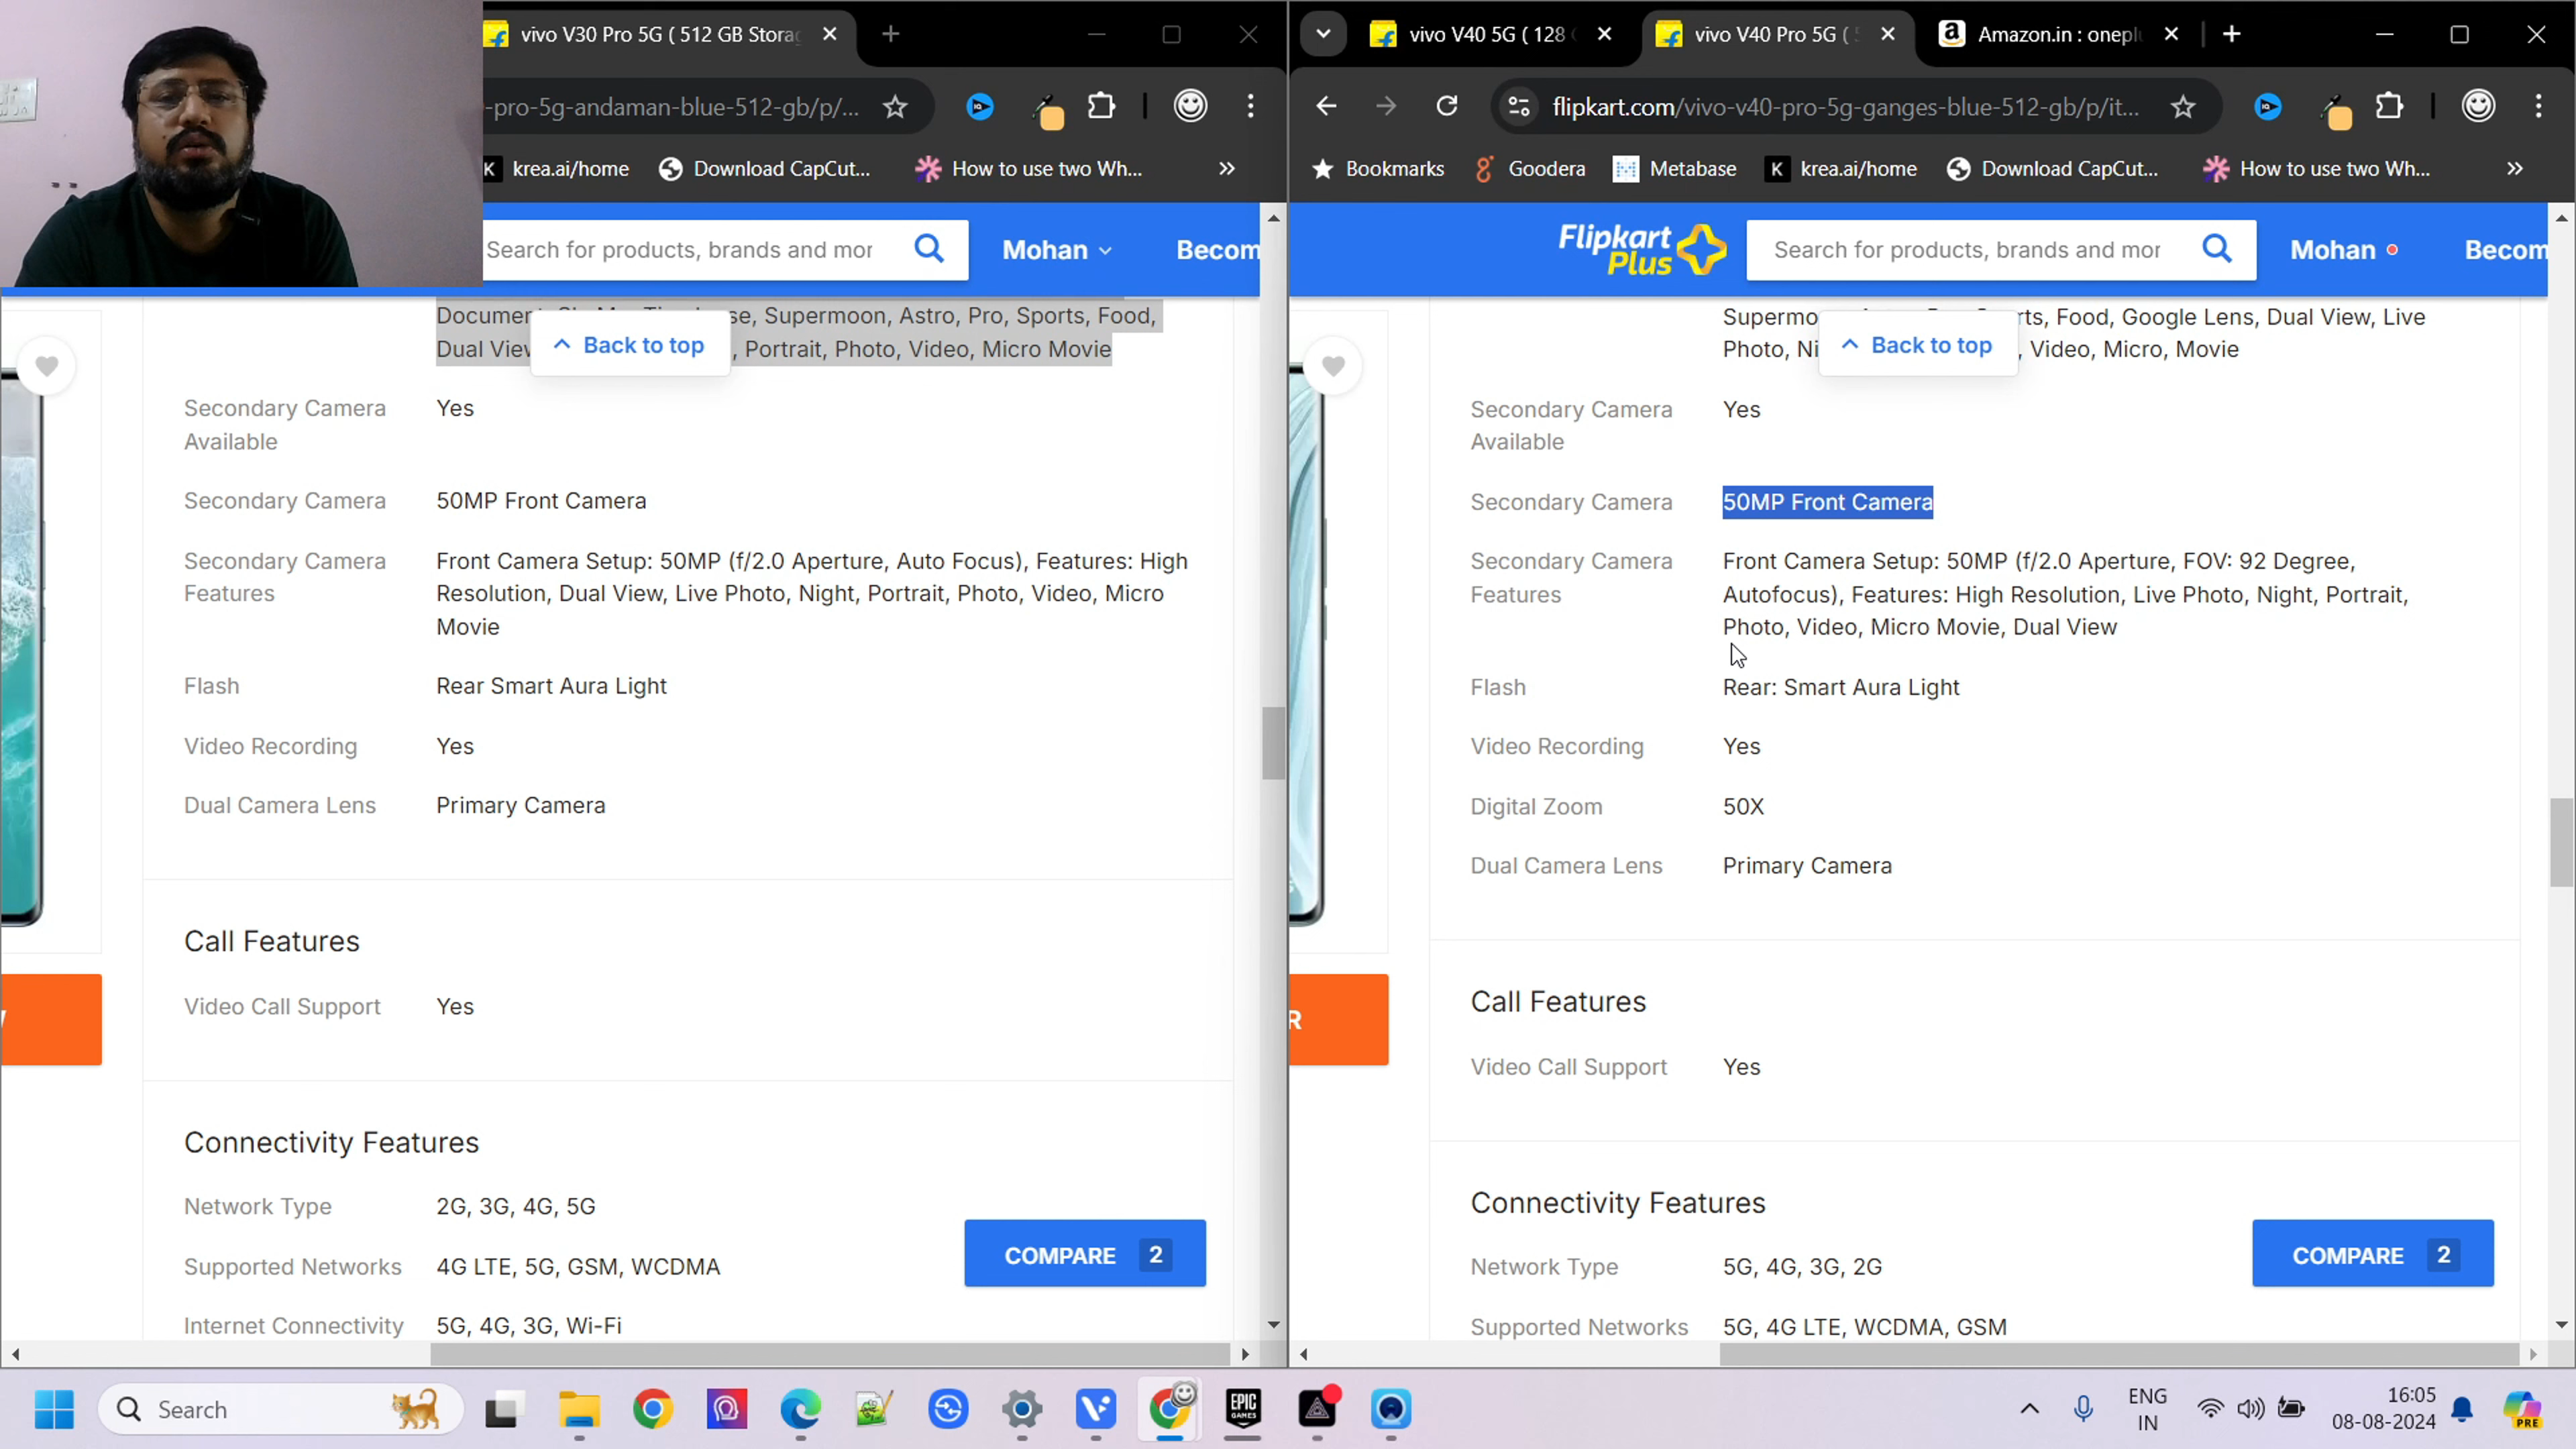 vivo V30 Pro 5G ( 512 GB Stora
-pro-5g-andaman-blue-512-gb/p/...
krea.ai/home
Download CapCut...
How to use two Wh...
Search for products, brands and mor
Mohan
Becom
Document,
se, Supermoon, Astro, Pro, Sports, Food,
Dual View
, Portrait, Photo, Video, Micro Movie
Back to top
Secondary Camera Available
Yes
Secondary Camera
50MP Front Camera
Secondary Camera Features
Front Camera Setup: 50MP (f/2.0 Aperture, Auto Focus), Features: High
Resolution, Dual View, Live Photo, Night, Portrait, Photo, Video, Micro
Movie
Flash
Rear Smart Aura Light
Video Recording
Yes
Dual Camera Lens
Primary Camera
Call Features
Video Call Support
Yes
Connectivity Features
Network Type
2G, 3G, 4G, 5G
Supported Networks
4G LTE, 5G, GSM, WCDMA
Internet Connectivity
5G, 4G, 3G, Wi-Fi
COMPARE 2
vivo V40 5G ( 128
vivo V40 Pro 5G (
Amazon.in : onepl
flipkart.com/vivo-v40-pro-5g-ganges-blue-512-gb/p/it...
Bookmarks
Goodera
Metabase
krea.ai/home
Download CapCut...
How to use two Wh...
Flipkart
Plus
Search for products, brands and mor
Mohan
Becom
Supermo
rts, Food, Google Lens, Dual View, Live
Photo, Ni
, Video, Micro, Movie
Back to top
Secondary Camera Available
Yes
Secondary Camera
50MP Front Camera
Secondary Camera Features
Front Camera Setup: 50MP (f/2.0 Aperture, FOV: 92 Degree,
Autofocus), Features: High Resolution, Live Photo, Night, Portrait,
Photo, Video, Micro Movie, Dual View
Flash
Rear: Smart Aura Light
Video Recording
Yes
Digital Zoom
50X
Dual Camera Lens
Primary Camera
R
Call Features
Video Call Support
Yes
Connectivity Features
Network Type
5G, 4G, 3G, 2G
Supported Networks
5G, 4G LTE, WCDMA, GSM
COMPARE 2
Search
EPIC
GAMES
ENG
IN
16:05
08-08-2024
PRE